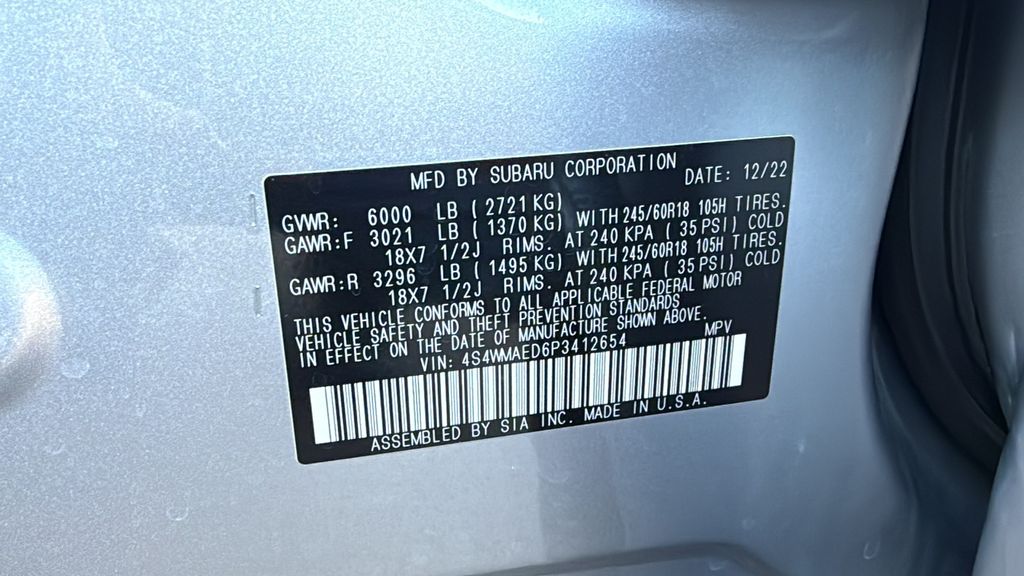 MFD BY SUBARU CORPORATION DATE: 12/22
GVWR: 6000 LB ( 2721 KG)
GAWR:F 3021 LB ( 1370 KG) WITH 245/60R18 105H TIRES.
18X7 1/2J RIMS. AT 240 KPA ( 35 PSI) COLD
GAWR:R 3296 LB ( 1495 KG) WITH 245/60R18 105H TIRES.
18X7 1/2J RIMS. AT 240 KPA ( 35 PSI) COLD
THIS VEHICLE CONFORMS TO ALL APPLICABLE FEDERAL MOTOR
VEHICLE SAFETY AND THEFT PREVENTION STANDARDS
IN EFFECT ON THE DATE OF MANUFACTURE SHOWN ABOVE.
VIN: 4S4WMAED6P3412654 MPV
ASSEMBLED BY SIA INC. MADE IN U.S.A.